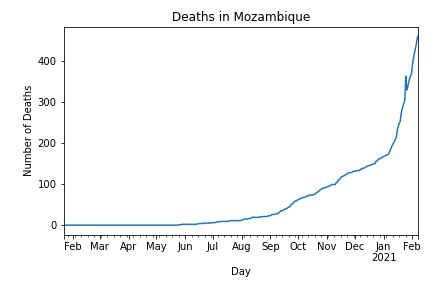 Deaths in Mozambique
Number of Deaths
400
300
200
100
0
Feb Mar Apr May Jun Jul Aug Sep Oct Nov Dec Jan Feb
2021
Day